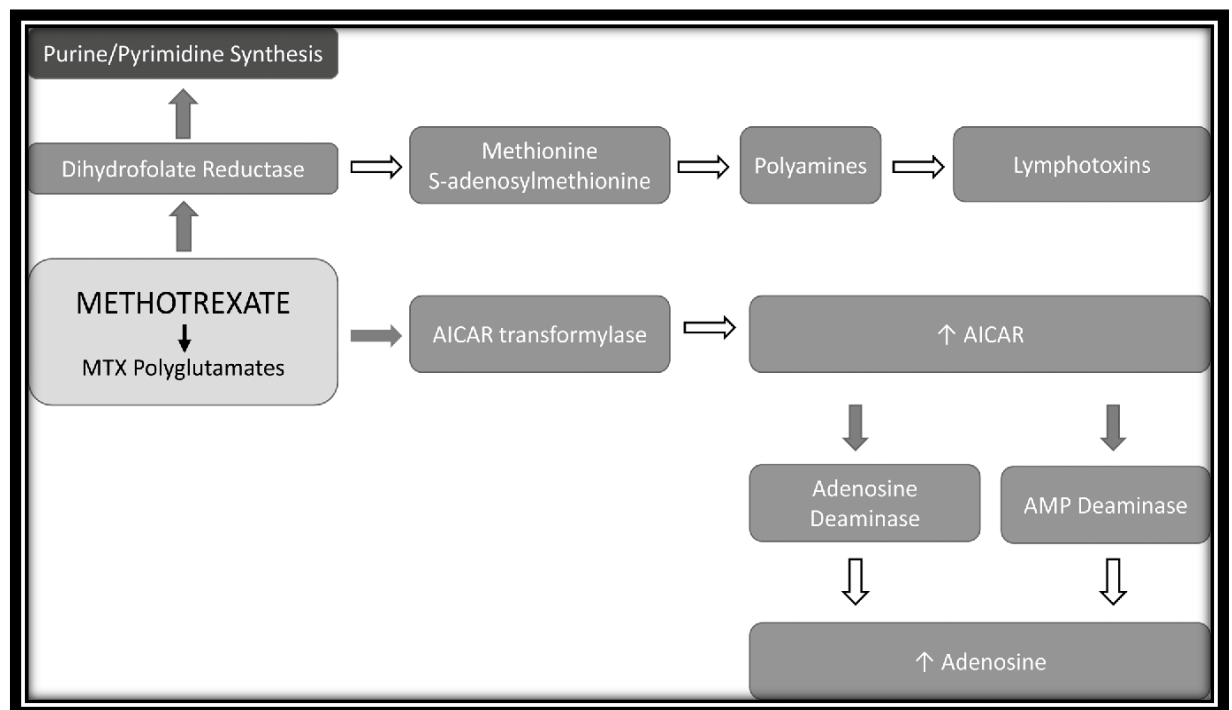 Purine/Pyrimidine Synthesis
Dihydrofolate Reductase
Methionine
S-adenosylmethionine
Polyamines
Lymphotoxins
METHOTREXATE
MTX Polyglutamates
AICAR transformylase
↑ AICAR
Adenosine
Deaminase
AMP Deaminase
↑ Adenosine